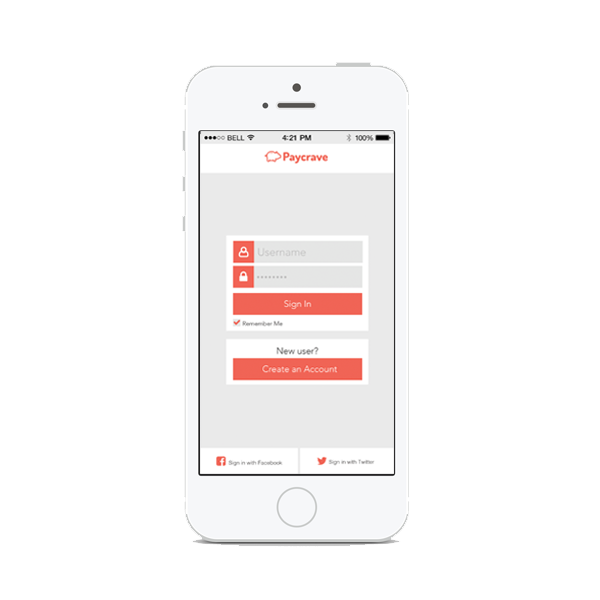 BELL 4:21 PM 100%
Paycrave
Username
********
Sign In
Remember Me
New user?
Create an Account
Sign in with Facebook
Sign in with Twitter